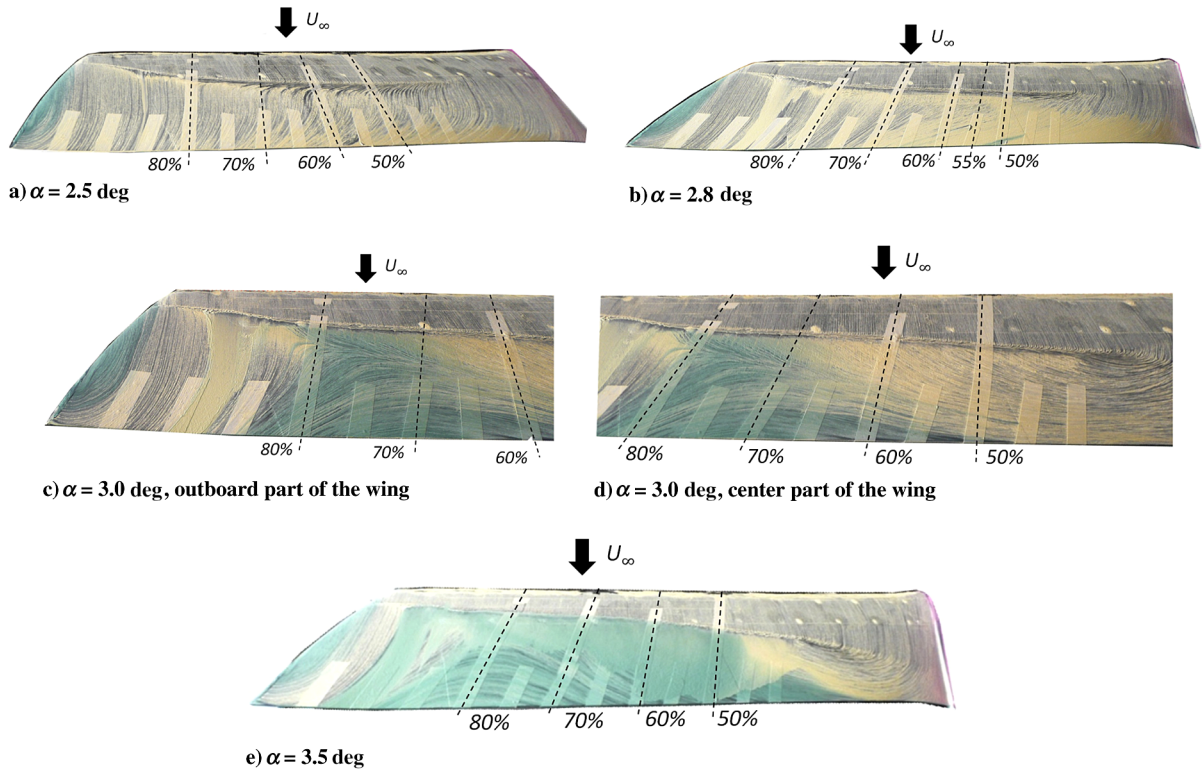 U∞
80% 70% 60% 50%
a) α = 2.5 deg
U∞
80% 70% 60% 55% 50%
b) α = 2.8 deg
U∞
80% 70% 60%
c) α = 3.0 deg, outboard part of the wing
U∞
80% 70% 60% 50%
d) α = 3.0 deg, center part of the wing
U∞
80% 70% 60% 50%
e) α = 3.5 deg